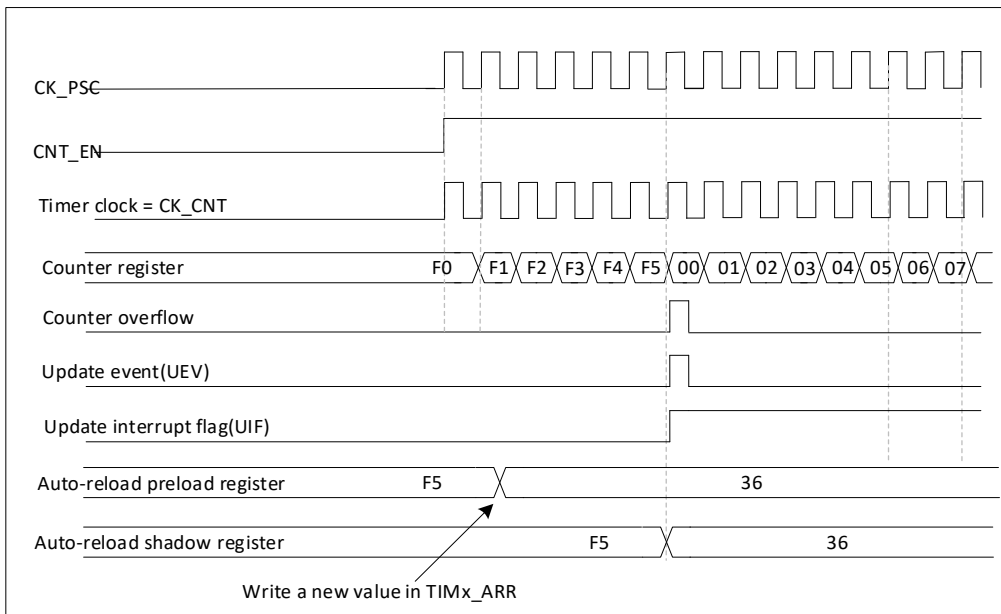 CK_PSC
CNT_EN
Timer clock = CK_CNT
Counter register F0 F1 F2 F3 F4 F5 00 01 02 03 04 05 06 07
Counter overflow
Update event(UEV)
Update interrupt flag(UIF)
Auto-reload preload register F5 36
Auto-reload shadow register F5 36
Write a new value in TIMx_ARR